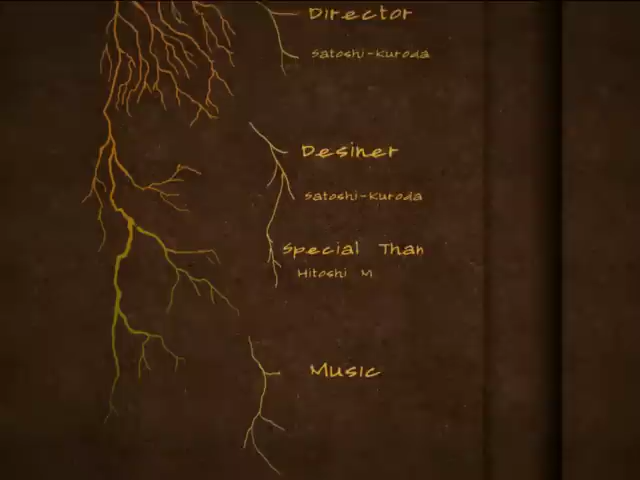 Director
Satoshi-Kuroda
Desiner
Satoshi-Kuroda
Special Than
Hitoshi M
Music